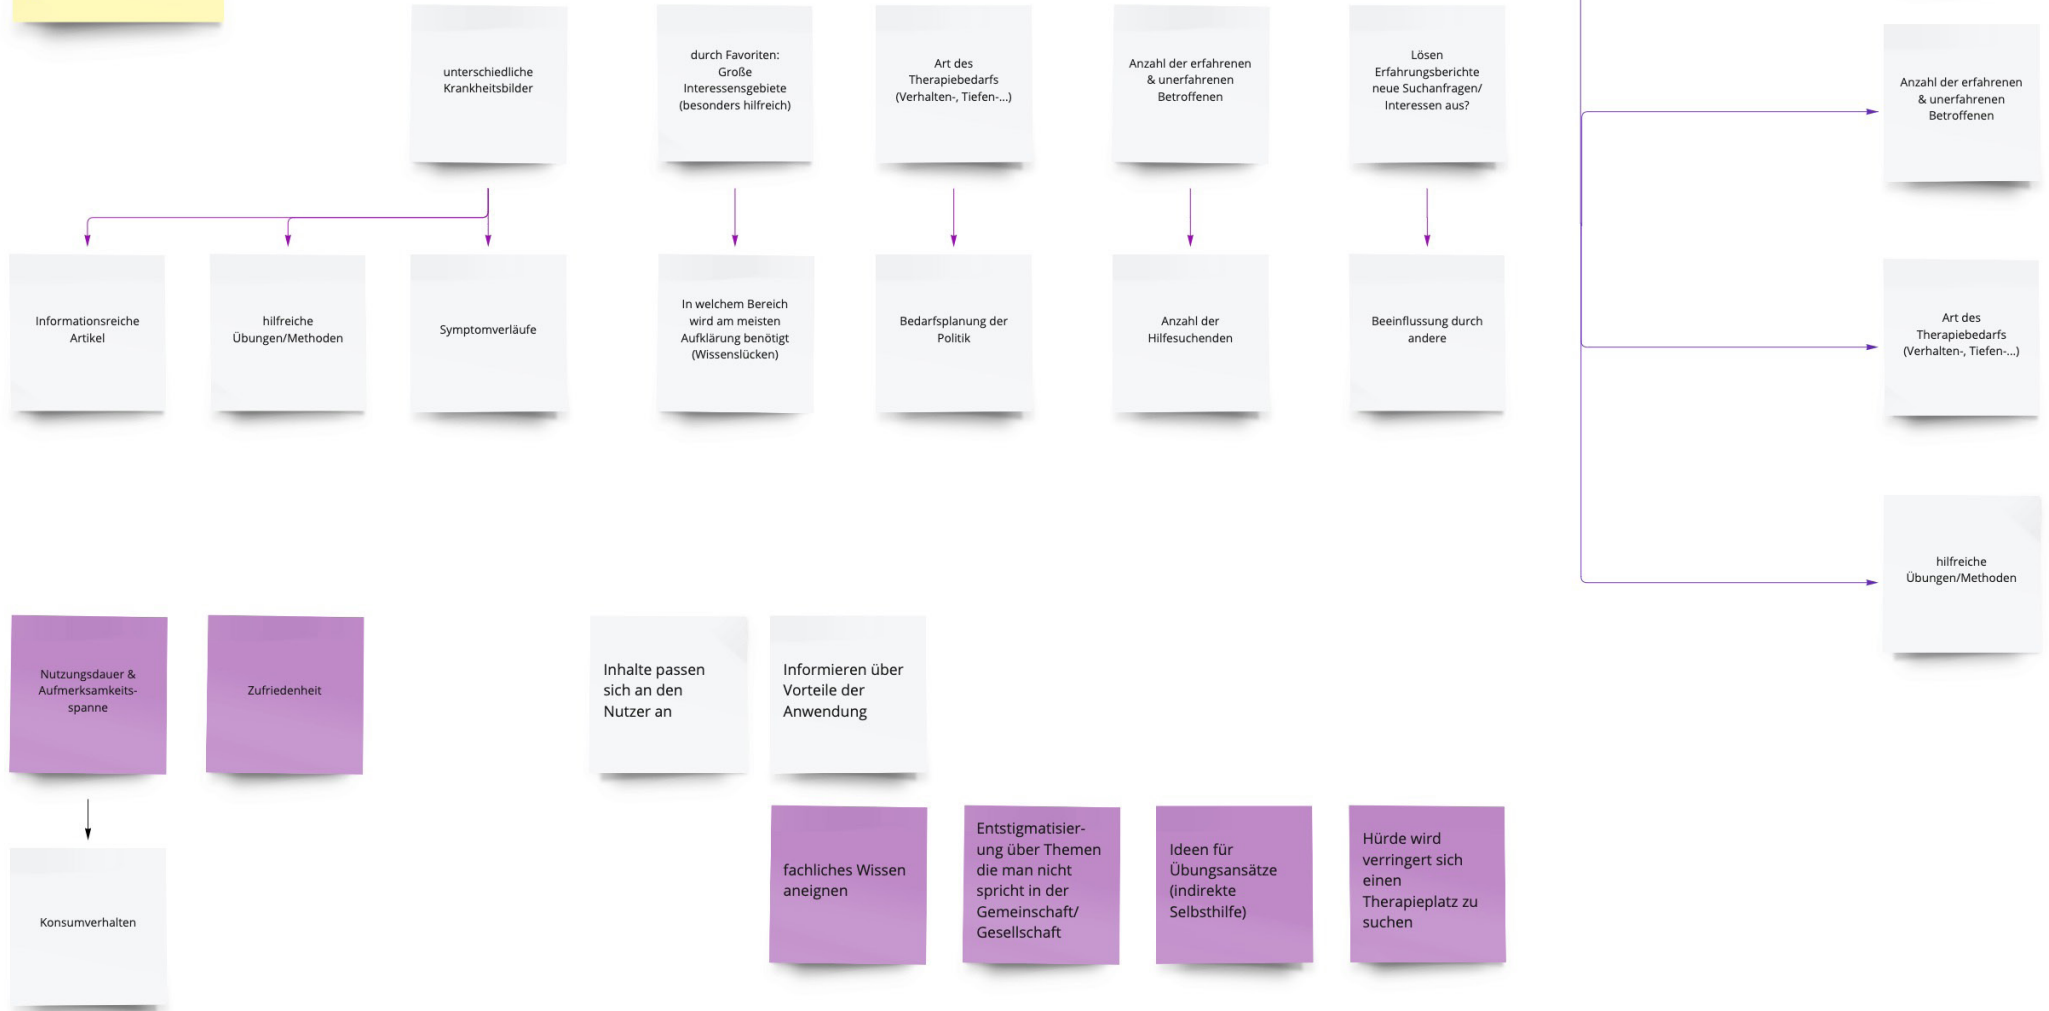 unterschiedliche
Krankheitsbilder
durch Favoriten:
Große
Interessensgebiete
(besonders hilfreich)
Art des
Therapiebedarfs
(Verhalten-, Tiefen-...)
Anzahl der erfahrenen
& unerfahrenen
Betroffenen
Lösen
Erfahrungsberichte
neue Suchanfragen/
Interessen aus?
Anzahl der erfahrenen
& unerfahrenen
Betroffenen
Informationsreiche
Artikel
hilfreiche
Übungen/Methoden
Symptomverläufe
In welchem Bereich
wird am meisten
Aufklärung benötigt
(Wissenslücken)
Bedarfsplanung der
Politik
Anzahl der
Hilfesuchenden
Beeinflussung durch
andere
Art des
Therapiebedarfs
(Verhalten-, Tiefen-...)
hilfreiche
Übungen/Methoden
Nutzungsdauer &
Aufmerksamkeits-
spanne
Zufriedenheit
Inhalte passen
sich an den
Nutzer an
Informieren über
Vorteile der
Anwendung
Konsumverhalten
fachliches Wissen
aneignen
Entstigmatisier-
ung über Themen
die man nicht
spricht in der
Gemeinschaft/
Gesellschaft
Ideen für
Übungsansätze
(indirekte
Selbsthilfe)
Hürde wird
verringert sich
einen
Therapieplatz zu
suchen